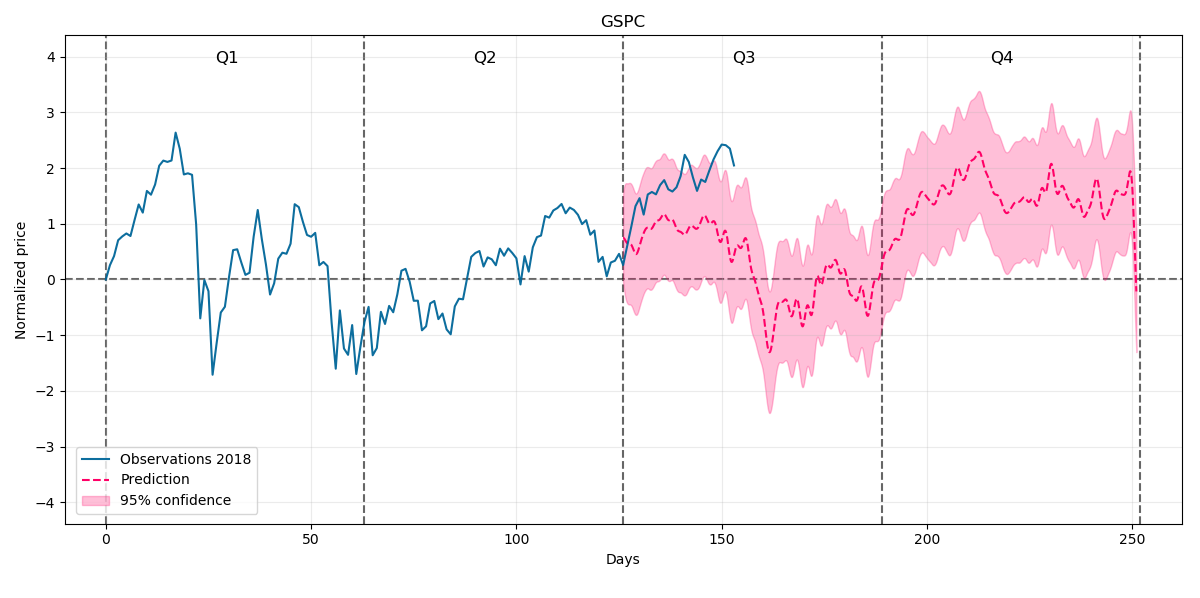 GSPC
Q1 Q2 Q3 Q4
4
3
2
1
0
−1
−2
−3
−4
Normalized price
Observations 2018
Prediction
95% confidence
0 50 100 150 200 250
Days